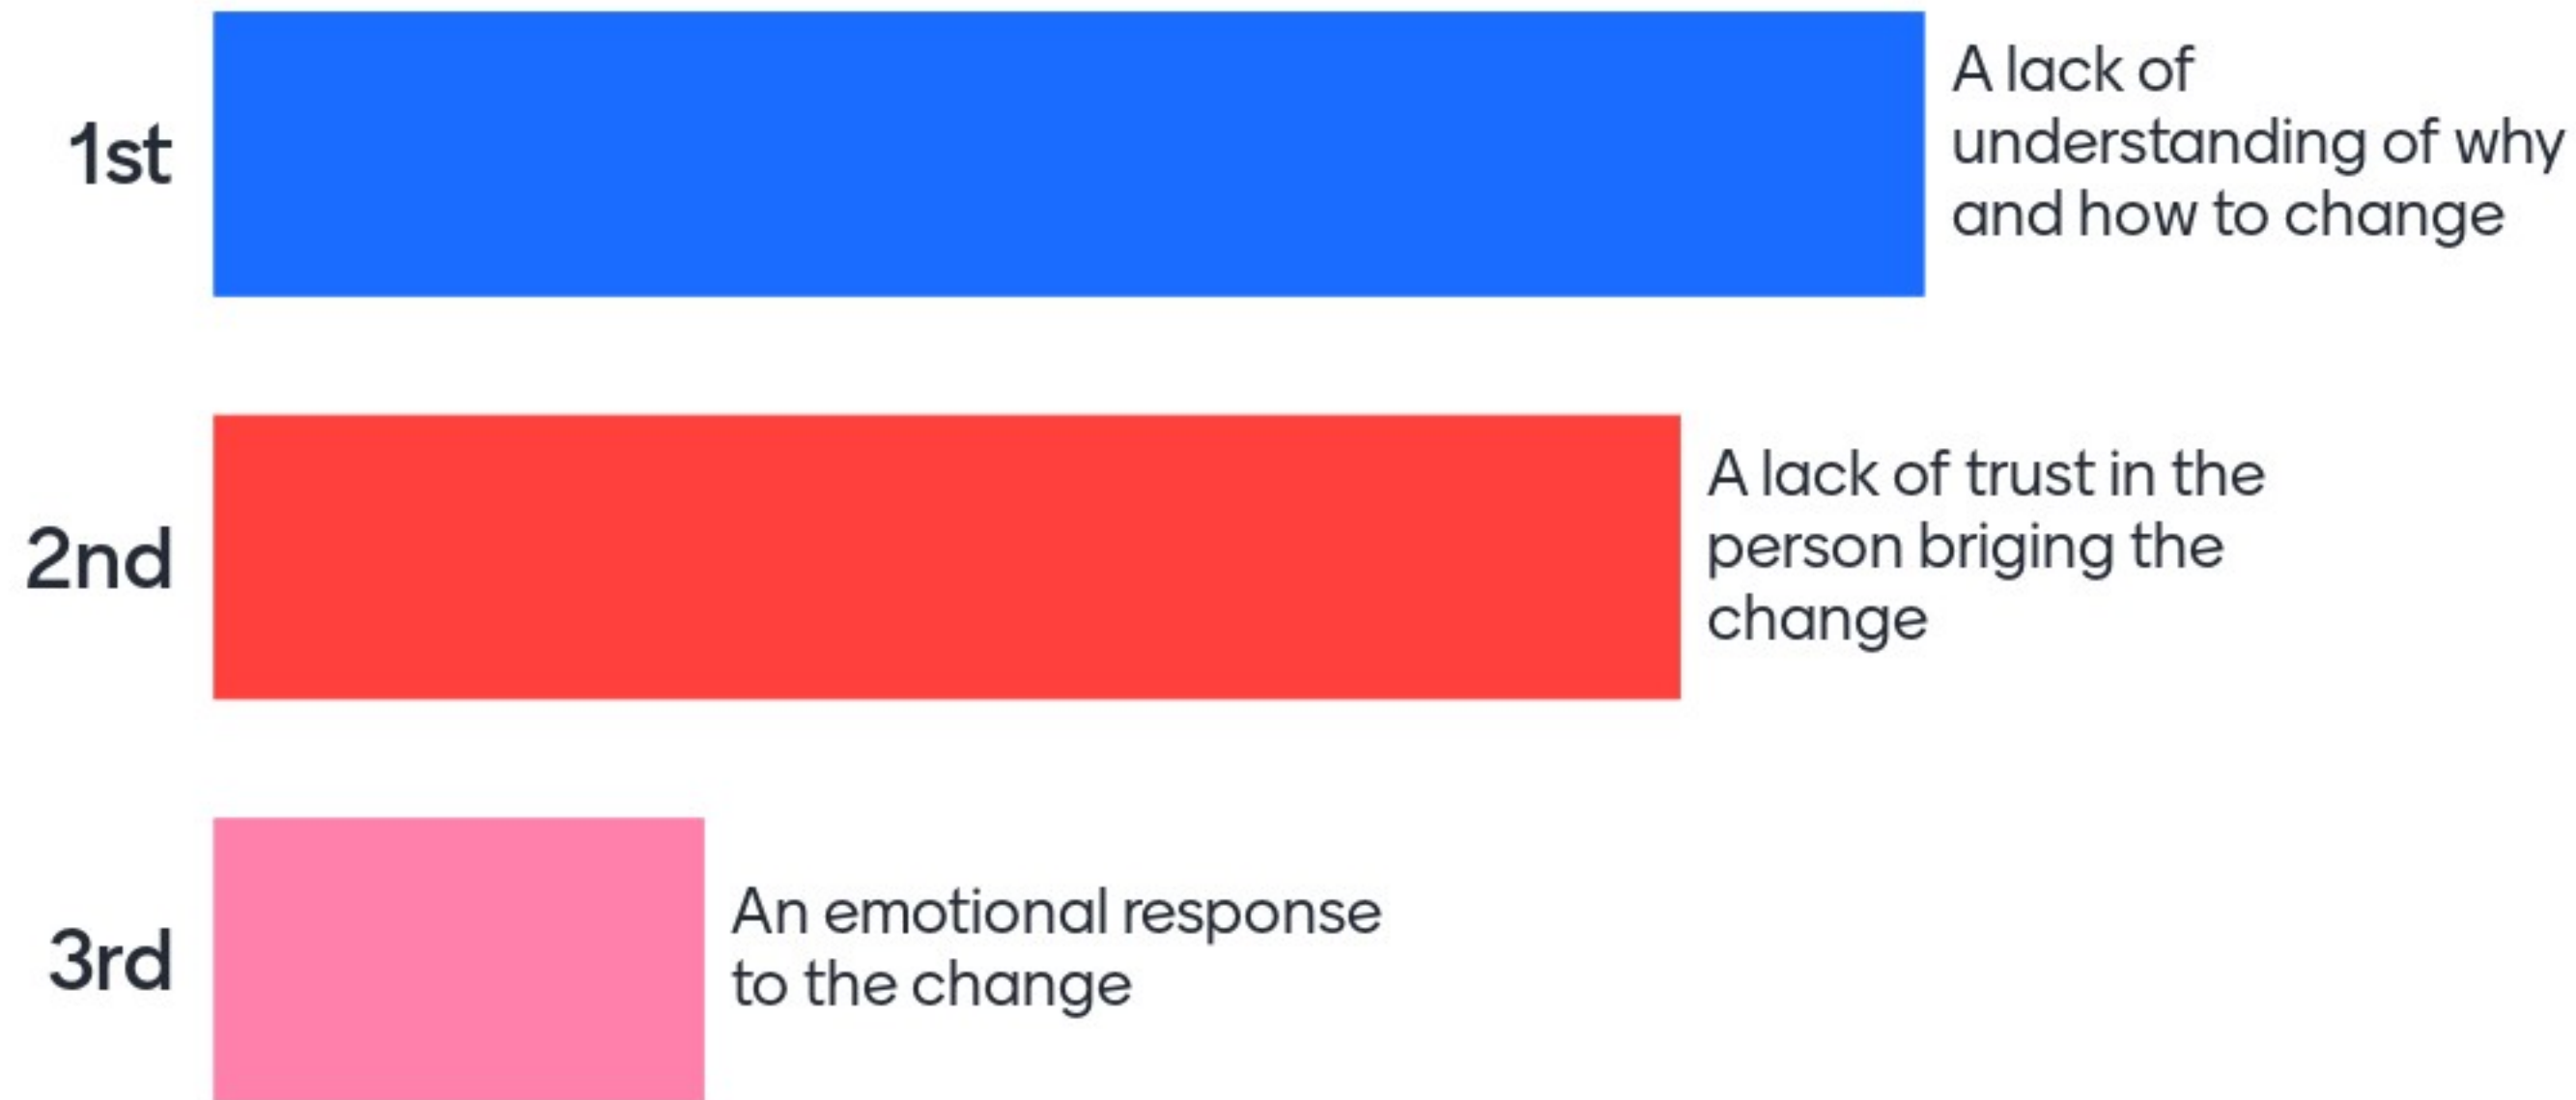 1st
A lack of
understanding of why
and how to change
2nd
A lack of trust in the
person briging the
change
3rd
An emotional response
to the change